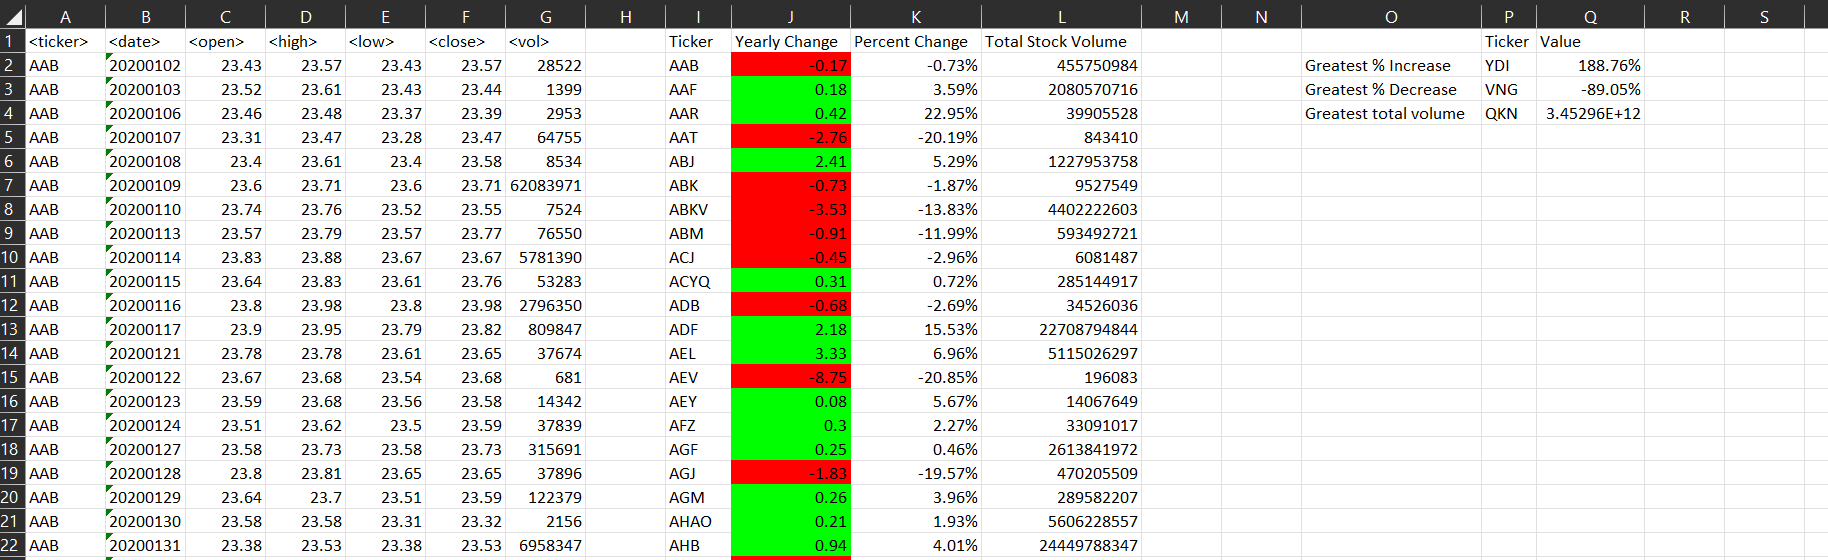 A B C D E F G H I J K L M N O P Q R S
1 <ticker> <date> <open> <high> <low> <close> <vol> Ticker Yearly Change Percent Change Total Stock Volume Ticker Value
2 AAB 20200102 23.43 23.57 23.43 23.57 28522 AAB -0.17 -0.73% 455750984 Greatest % Increase YDI 188.76%
3 AAB 20200103 23.52 23.61 23.43 23.44 1399 AAF 0.18 3.59% 2080570716 Greatest % Decrease VNG -89.05%
4 AAB 20200106 23.46 23.48 23.37 23.39 2953 AAR 0.42 22.95% 39905528 Greatest total volume QKN 3.45296E+12
5 AAB 20200107 23.31 23.47 23.28 23.47 64755 AAT -2.76 -20.19% 843410
6 AAB 20200108 23.4 23.61 23.4 23.58 8534 ABJ 2.41 5.29% 1227953758
7 AAB 20200109 23.6 23.71 23.6 23.71 62083971 ABK -0.73 -1.87% 9527549
8 AAB 20200110 23.74 23.76 23.52 23.55 7524 ABKV -3.53 -13.83% 4402222603
9 AAB 20200113 23.57 23.79 23.57 23.77 76550 ABM -0.91 -11.99% 593492721
10 AAB 20200114 23.83 23.88 23.67 23.67 5781390 ACJ -0.45 -2.96% 6081487
11 AAB 20200115 23.64 23.83 23.61 23.76 53283 ACYQ 0.31 0.72% 285144917
12 AAB 20200116 23.8 23.98 23.8 23.98 2796350 ADB -0.68 -2.69% 34526036
13 AAB 20200117 23.9 23.95 23.79 23.82 809847 ADF 2.18 15.53% 22708794844
14 AAB 20200121 23.78 23.78 23.61 23.65 37674 AEL 3.33 6.96% 5115026297
15 AAB 20200122 23.67 23.68 23.54 23.68 681 AEV -8.75 -20.85% 196083
16 AAB 20200123 23.59 23.68 23.56 23.58 14342 AEY 0.08 5.67% 14067649
17 AAB 20200124 23.51 23.62 23.5 23.59 37839 AFZ 0.3 2.27% 33091017
18 AAB 20200127 23.58 23.73 23.58 23.73 315691 AGF 0.25 0.46% 2613841972
19 AAB 20200128 23.8 23.81 23.65 23.65 37896 AGJ -1.83 -19.57% 470205509
20 AAB 20200129 23.64 23.7 23.51 23.59 122379 AGM 0.26 3.96% 289582207
21 AAB 20200130 23.58 23.58 23.31 23.32 2156 AHAO 0.21 1.93% 5606228557
22 AAB 20200131 23.38 23.53 23.38 23.53 6958347 AHB 0.94 4.01% 24449788347